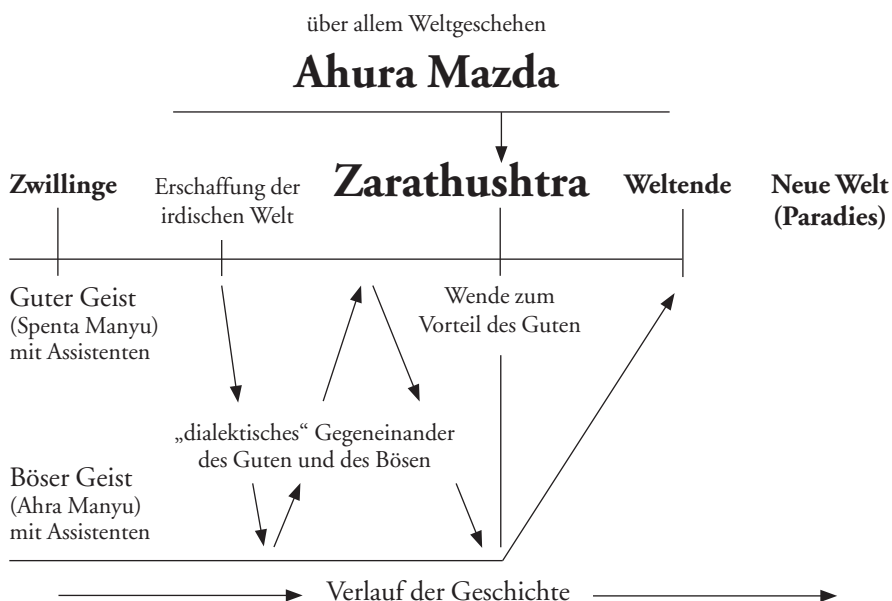 über allem Weltgeschehen
Ahura Mazda
Zwillinge
Erschaffung der
irdischen Welt
Zarathushtra
Weltende
Neue Welt
(Paradies)
Guter Geist
(Spenta Manyu)
mit Assistenten
Wende zum
Vorteil des Guten
„dialektisches“ Gegeneinander
des Guten und des Bösen
Böser Geist
(Ahra Manyu)
mit Assistenten
Verlauf der Geschichte